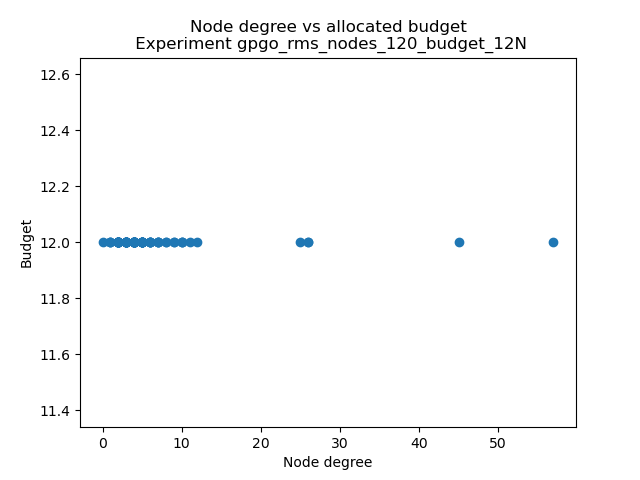 Node degree vs allocated budget
Experiment gpgo_rms_nodes_120_budget_12N
12.6
12.4
12.2
12.0
11.8
11.6
11.4
Budget
0 10 20 30 40 50
Node degree